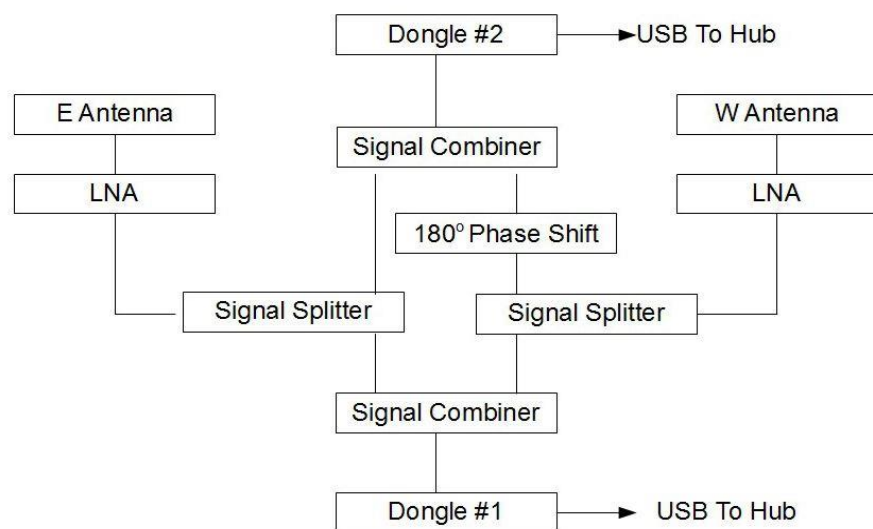 Dongle #2
USB To Hub
E Antenna
W Antenna
Signal Combiner
LNA
LNA
180° Phase Shift
Signal Splitter
Signal Splitter
Signal Combiner
Dongle #1
USB To Hub